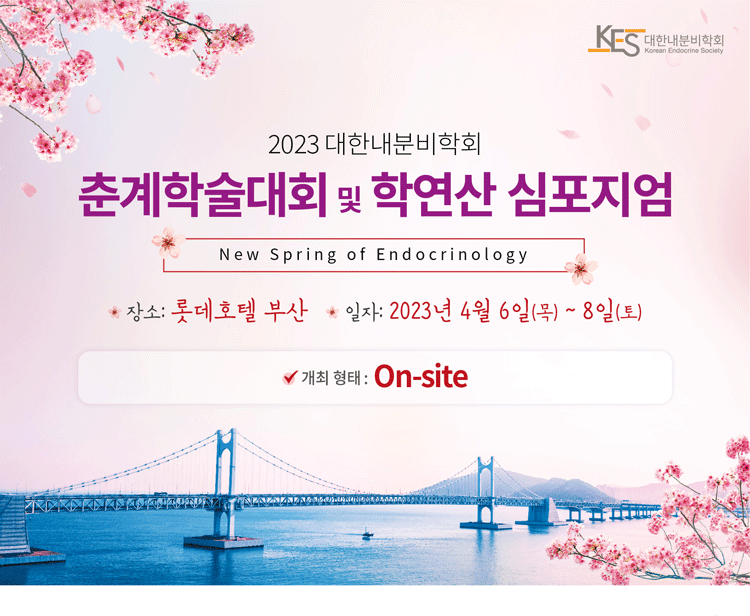 KES 대한내분비학회
Korean Endocrine Society
2023 대한내분비학회
춘계학술대회 및 학연산 심포지엄
New Spring of Endocrinology
장소: 롯데호텔 부산 일자: 2023년 4월 6일(목) ~ 8일(토)
개최 형태 : On-site